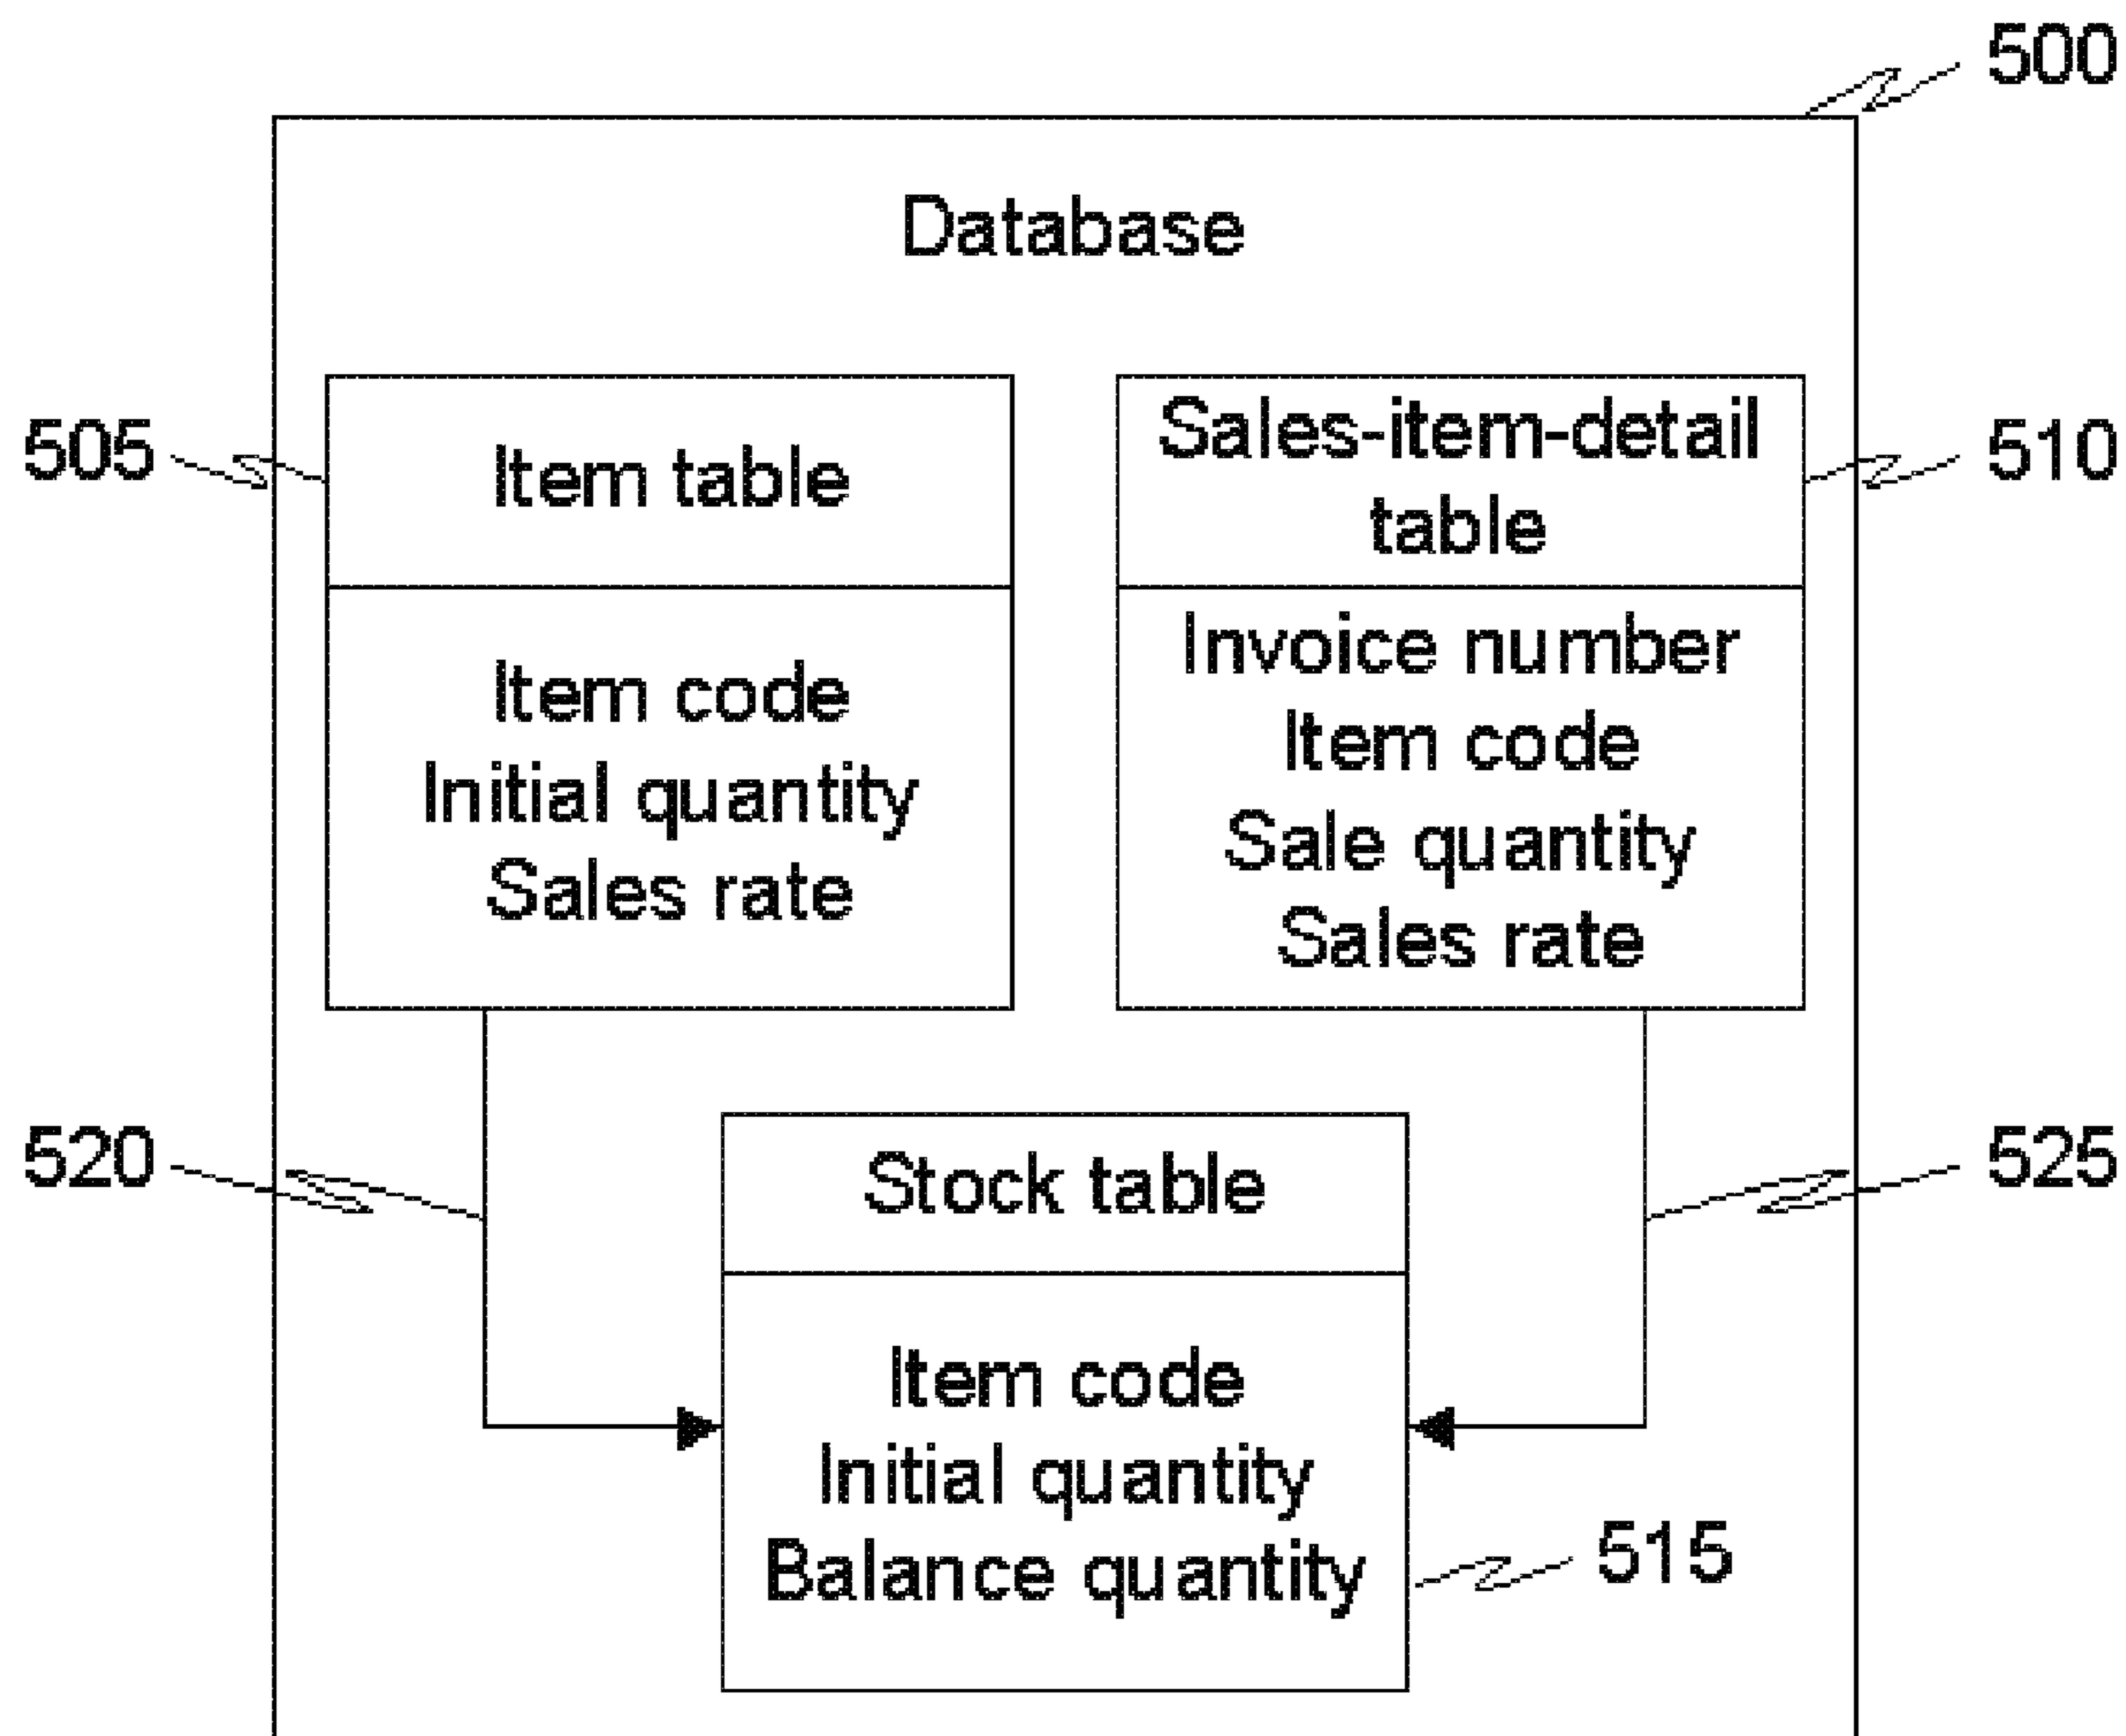 500
Database
505
Item table
Item code
Initial quantity
Sales rate
Sales-item-detail
table
510
Invoice number
Item code
Sale quantity
Sales rate
520
525
Stock table
Item code
Initial quantity
Balance quantity
515